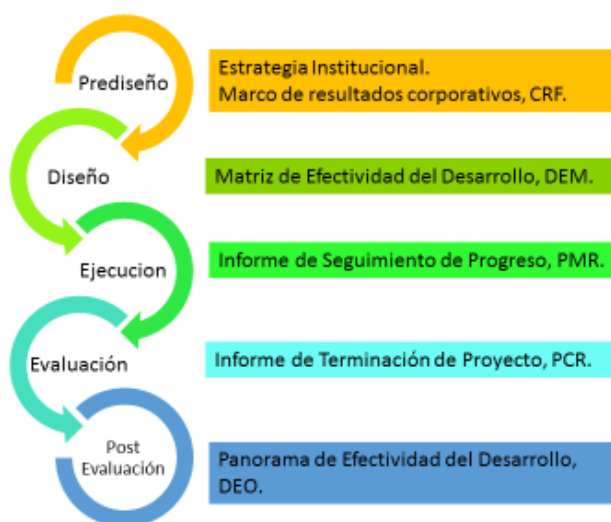 Prediseño
Estrategia Institucional.
Marco de resultados corporativos, CRF.
Diseño
Matriz de Efectividad del Desarrollo, DEM.
Ejecucion
Informe de Seguimiento de Progreso, PMR.
Evaluación
Informe de Terminación de Proyecto, PCR.
Post
Evaluación
Panorama de Efectividad del Desarrollo,
DEO.